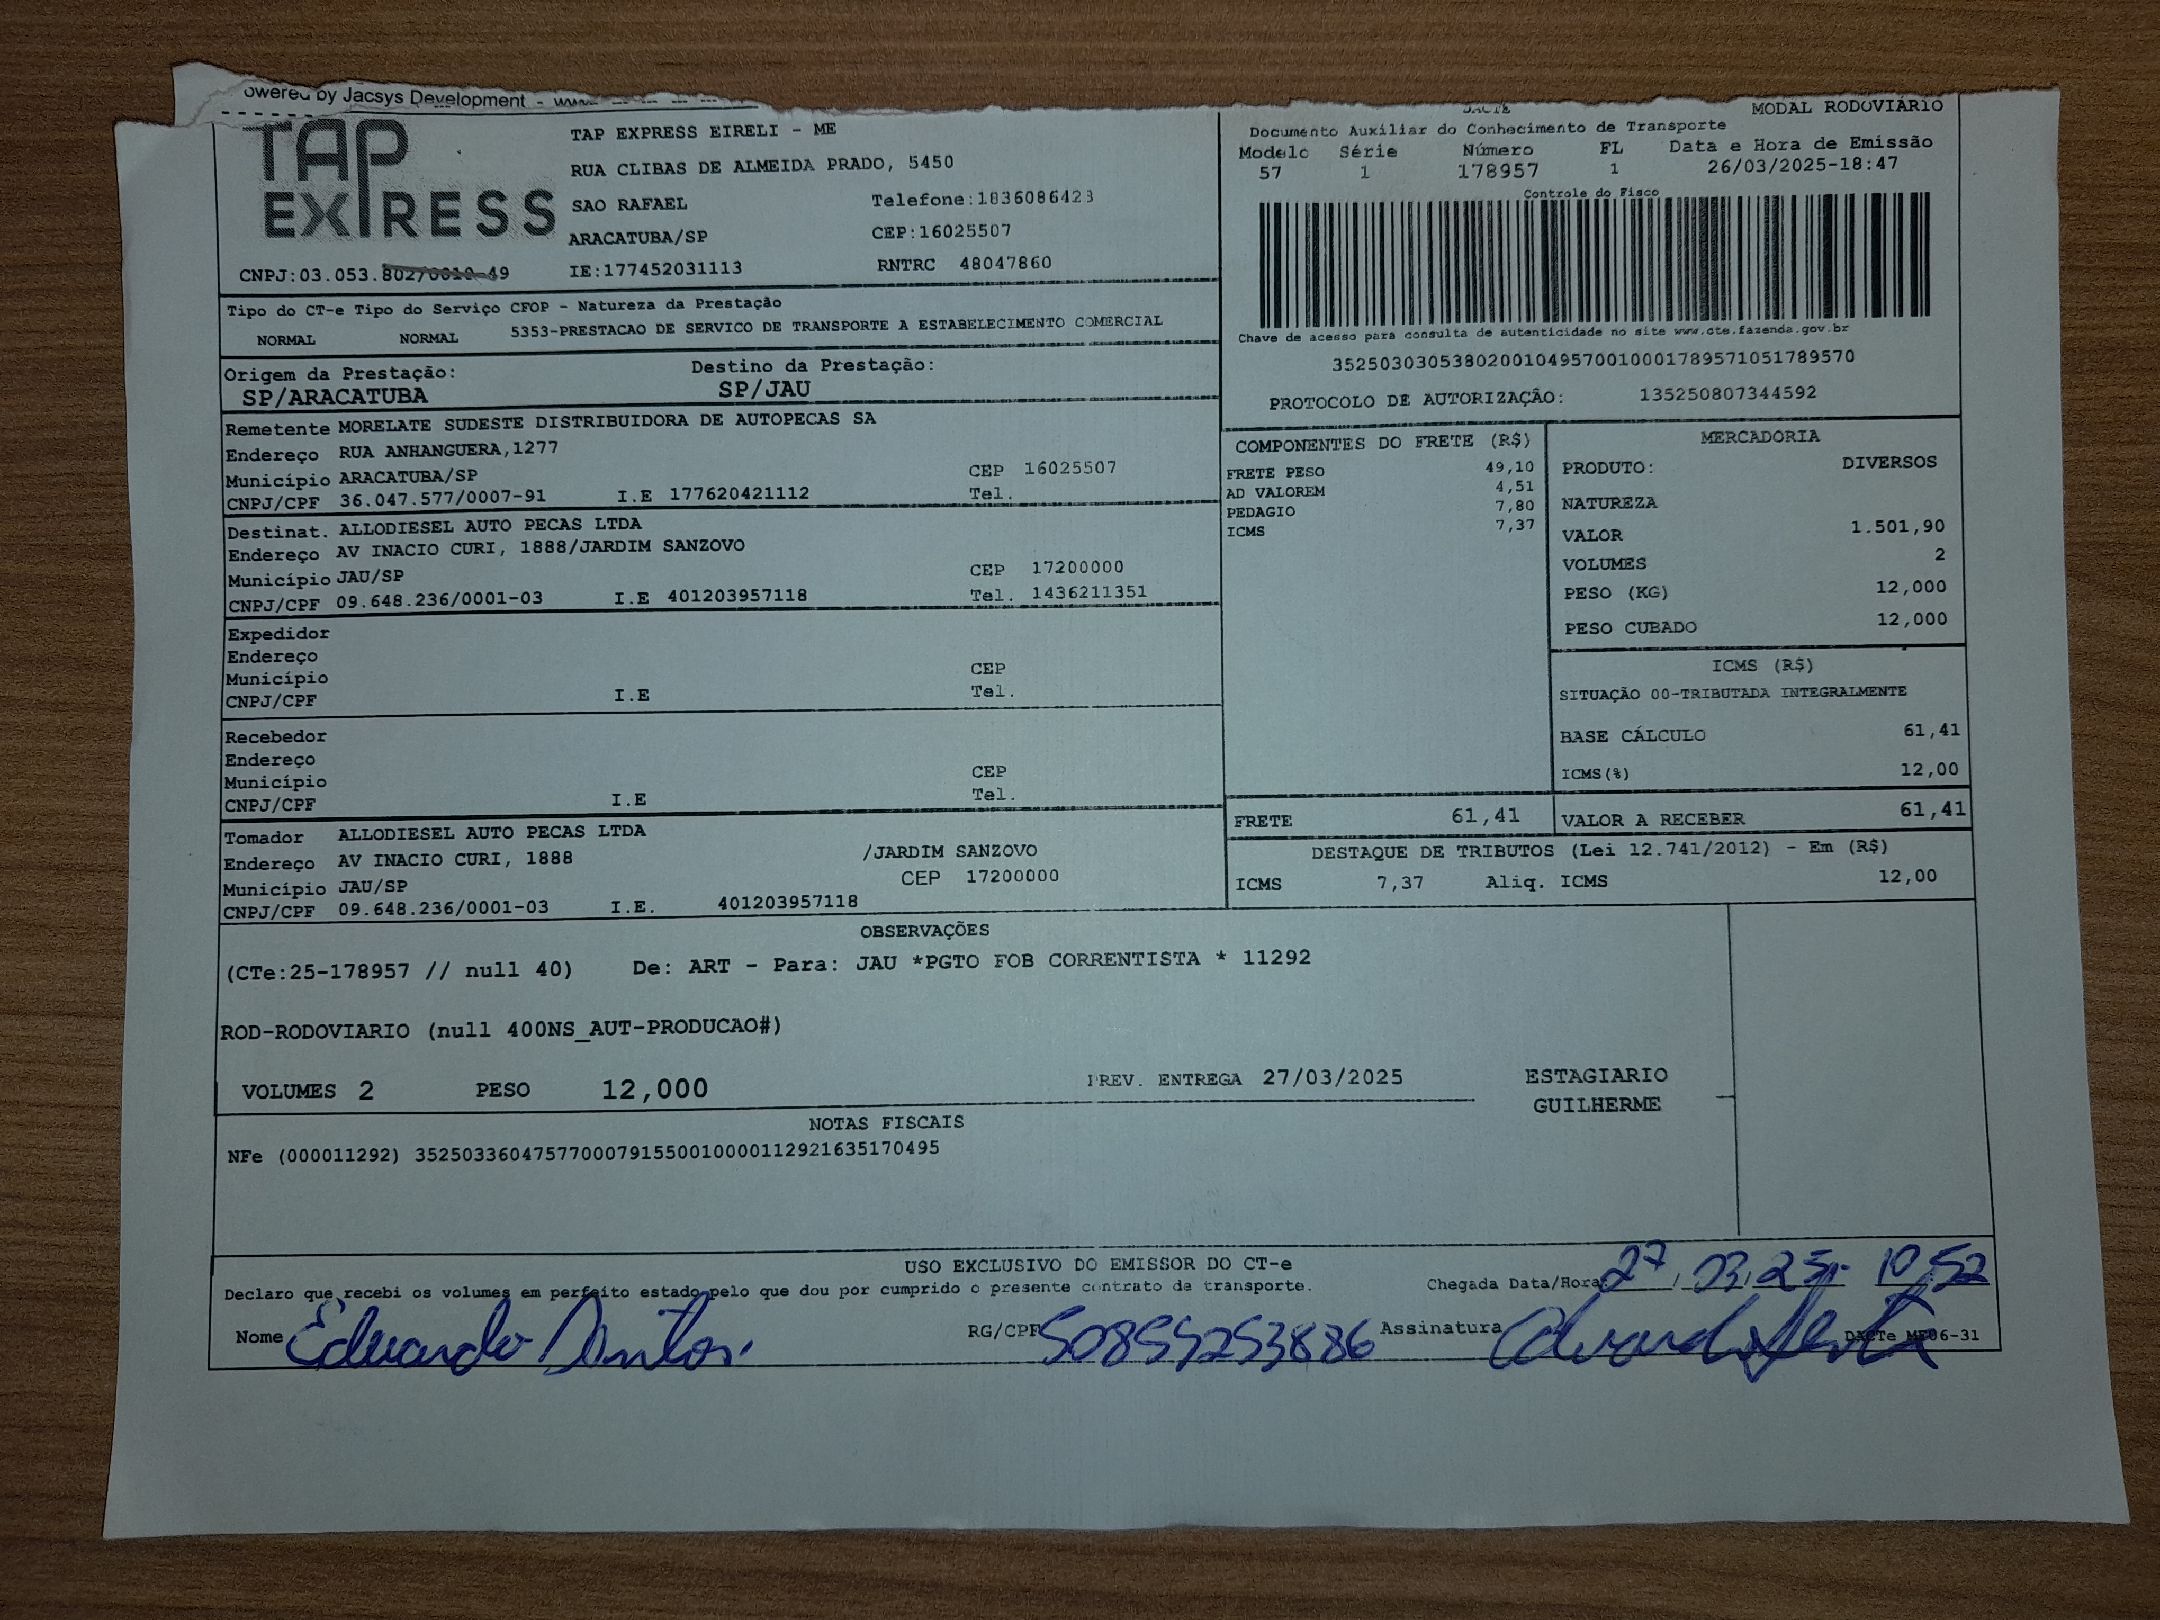 owered by Jacsys Development -
MODAL RODOVIÁRIO
TAP EXPRESS
TAP EXPRESS EIRELI - ME
RUA CLIBAS DE ALMEIDA PRADO, 5450
SAO RAFAEL Telefone:1836086423
ARACATUBA/SP CEP:16025507
CNPJ:03.053. IE:177452031113 RNTRC 48047860
Documento Auxiliar do Conhecimento de Transporte
Modelo Série Número FL Data e Hora de Emissão
57 1 178957 1 26/03/2025-18:47
Controle do Fisco
Chave de acesso para consulta de autenticidade no site www.cte.fazenda.gov.br
35250303053802001049570010001789571051789570
PROTOCOLO DE AUTORIZAÇÃO: 135250807344592
Tipo do CT-e Tipo do Serviço CFOP - Natureza da Prestação
NORMAL NORMAL 5353-PRESTACAO DE SERVICO DE TRANSPORTE A ESTABELECIMENTO COMERCIAL
Origem da Prestação: Destino da Prestação:
SP/ARACATUBA SP/JAU
Remetente MORELATE SUDESTE DISTRIBUIDORA DE AUTOPECAS SA
Endereço RUA ANHANGUERA,1277
Município ARACATUBA/SP CEP 16025507
CNPJ/CPF 36.047.577/0007-91 I.E 177620421112 Tel.
Destinat. ALLODIESEL AUTO PECAS LTDA
Endereço AV INACIO CURI, 1888/JARDIM SANZOVO
Município JAU/SP CEP 17200000
CNPJ/CPF 09.648.236/0001-03 I.E 401203957118 Tel. 1436211351
Expedidor
Endereço
Município CEP
CNPJ/CPF I.E Tel.
Recebedor
Endereço
Município CEP
CNPJ/CPF I.E Tel.
Tomador ALLODIESEL AUTO PECAS LTDA
Endereço AV INACIO CURI, 1888 /JARDIM SANZOVO
Município JAU/SP CEP 17200000
CNPJ/CPF 09.648.236/0001-03 I.E. 401203957118
COMPONENTES DO FRETE (R$)
FRETE PESO 49,10
AD VALOREM 4,51
PEDAGIO 7,80
ICMS 7,37
MERCADORIA
PRODUTO: DIVERSOS
NATUREZA
VALOR 1.501,90
VOLUMES 2
PESO (KG) 12,000
PESO CUBADO 12,000
ICMS (R$)
SITUAÇÃO 00-TRIBUTADA INTEGRALMENTE
BASE CÁLCULO 61,41
ICMS(%) 12,00
FRETE 61,41 VALOR A RECEBER 61,41
DESTAQUE DE TRIBUTOS (Lei 12.741/2012) - Em (R$)
ICMS 7,37 Aliq. ICMS 12,00
OBSERVAÇÕES
(CTe:25-178957 // null 40) De: ART - Para: JAU *PGTO FOB CORRENTISTA * 11292
ROD-RODOVIARIO (null 400NS_AUT-PRODUCAO#)
VOLUMES 2 PESO 12,000 PREV. ENTREGA 27/03/2025 ESTAGIARIO
GUILHERME
NOTAS FISCAIS
NFe (000011292) 35250336047577000791550010000112921635170495
USO EXCLUSIVO DO EMISSOR DO CT-e
Declaro que recebi os volumes em perfeito estado pelo que dou por cumprido o presente contrato de transporte. Chegada Data/Hora: 27/03/25 10:52
Nome Eduardo RG/CPF 50855253886 Assinatura DACTe MF06-31